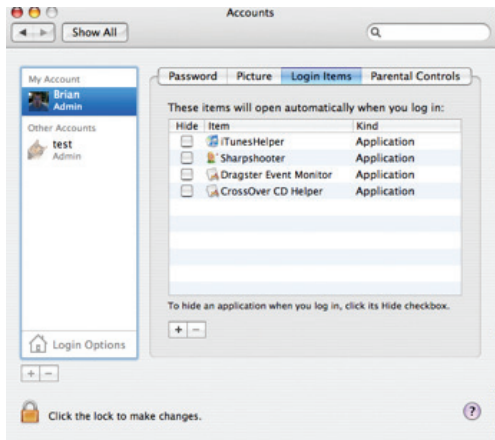 Accounts
Show All
My Account
Brian
Admin
Other Accounts
test
Admin
Login Options
Password Picture Login Items Parental Controls
These items will open automatically when you log in:
Hide Item Kind
iTunesHelper Application
Sharpshooter Application
Dragster Event Monitor Application
CrossOver CD Helper Application
To hide an application when you log in, click its Hide checkbox.
+ −
+ −
Click the lock to make changes.
?